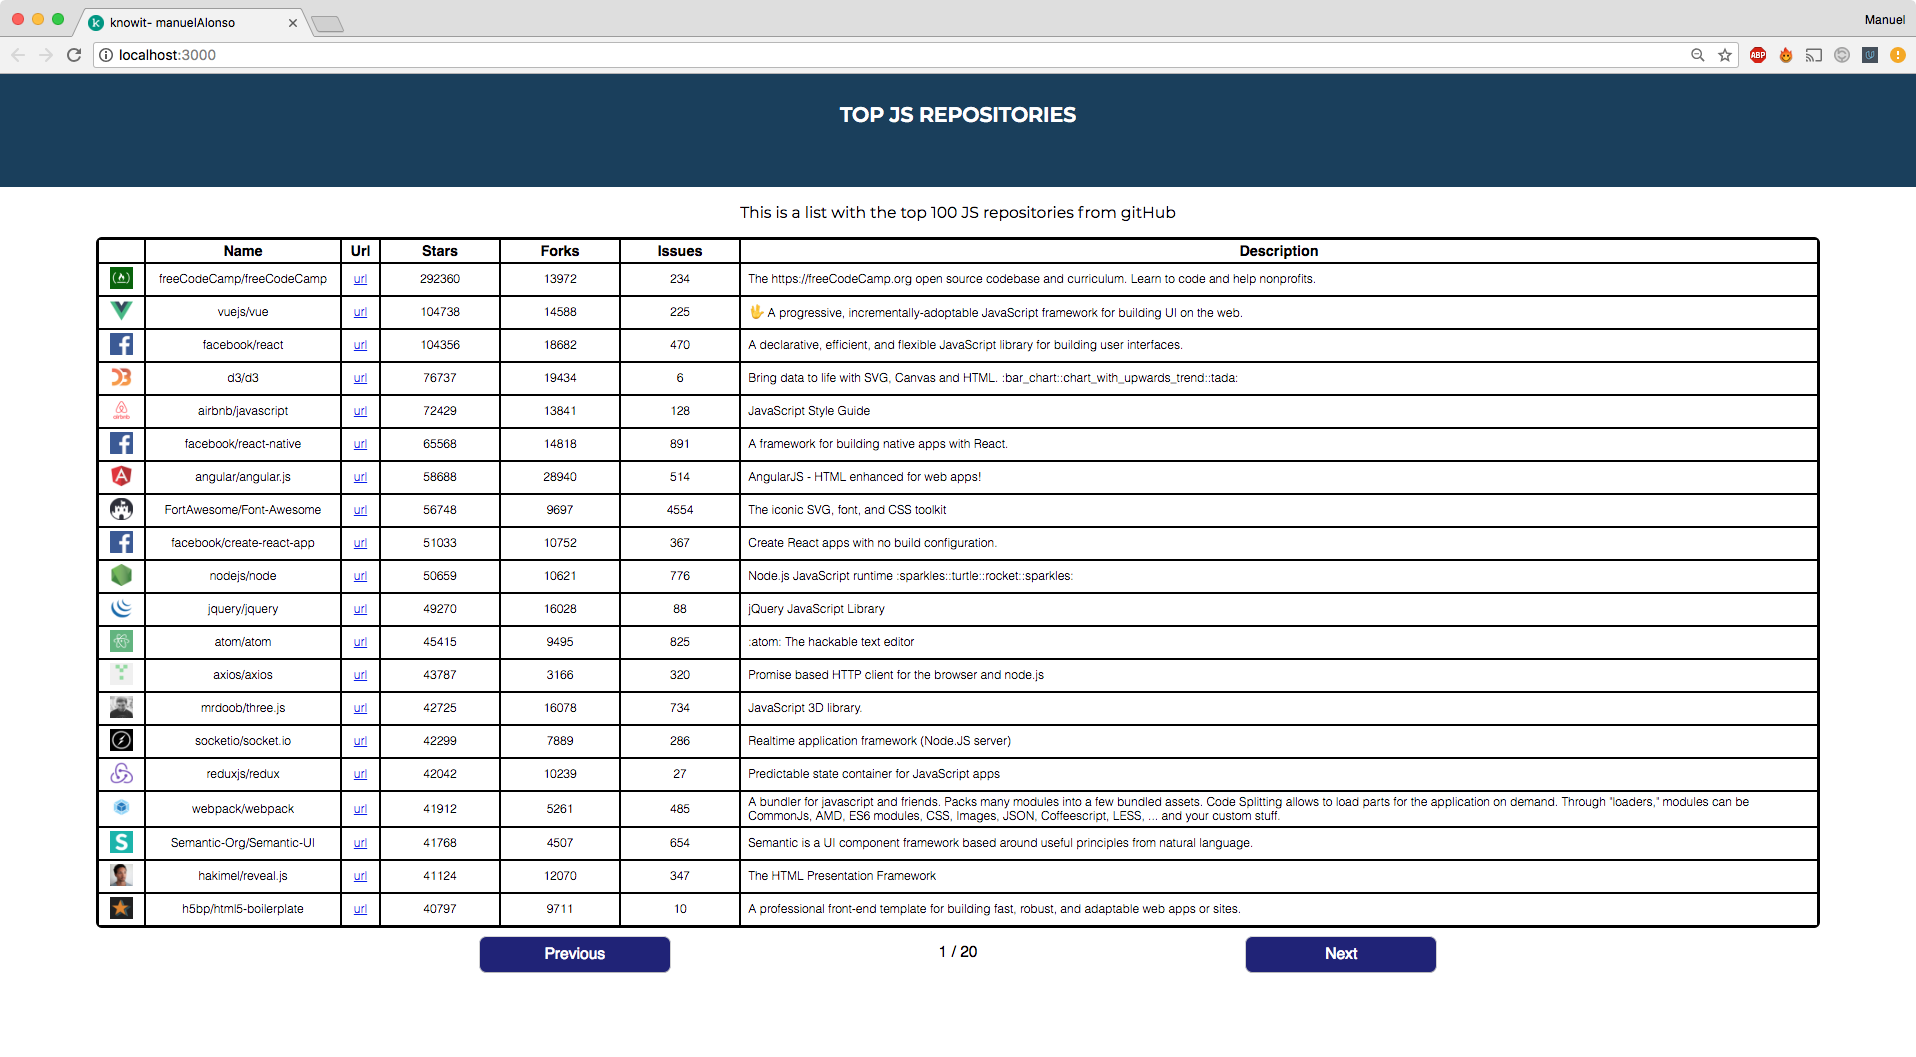 knowit- manuelAlonso
Manuel
localhost:3000
ABP
TOP JS REPOSITORIES
This is a list with the top 100 JS repositories from gitHub
Name Url Stars Forks Issues Description
freeCodeCamp/freeCodeCamp url 292360 13972 234 The https://freeCodeCamp.org open source codebase and curriculum. Learn to code and help nonprofits.
vuejs/vue url 104738 14588 225 🖖 A progressive, incrementally-adoptable JavaScript framework for building UI on the web.
facebook/react url 104356 18682 470 A declarative, efficient, and flexible JavaScript library for building user interfaces.
d3/d3 url 76737 19434 6 Bring data to life with SVG, Canvas and HTML. :bar_chart::chart_with_upwards_trend::tada:
airbnb/javascript url 72429 13841 128 JavaScript Style Guide
facebook/react-native url 65568 14818 891 A framework for building native apps with React.
angular/angular.js url 58688 28940 514 AngularJS - HTML enhanced for web apps!
FortAwesome/Font-Awesome url 56748 9697 4554 The iconic SVG, font, and CSS toolkit
facebook/create-react-app url 51033 10752 367 Create React apps with no build configuration.
nodejs/node url 50659 10621 776 Node.js JavaScript runtime :sparkles::turtle::rocket::sparkles:
jquery/jquery url 49270 16028 88 jQuery JavaScript Library
atom/atom url 45415 9495 825 :atom: The hackable text editor
axios/axios url 43787 3166 320 Promise based HTTP client for the browser and node.js
mrdoob/three.js url 42725 16078 734 JavaScript 3D library.
socketio/socket.io url 42299 7889 286 Realtime application framework (Node.JS server)
reduxjs/redux url 42042 10239 27 Predictable state container for JavaScript apps
webpack/webpack url 41912 5261 485 A bundler for javascript and friends. Packs many modules into a few bundled assets. Code Splitting allows to load parts for the application on demand. Through "loaders," modules can be
CommonJs, AMD, ES6 modules, CSS, Images, JSON, Coffeescript, LESS, ... and your custom stuff.
Semantic-Org/Semantic-UI url 41768 4507 654 Semantic is a UI component framework based around useful principles from natural language.
hakimel/reveal.js url 41124 12070 347 The HTML Presentation Framework
h5bp/html5-boilerplate url 40797 9711 10 A professional front-end template for building fast, robust, and adaptable web apps or sites.
Previous 1 / 20 Next